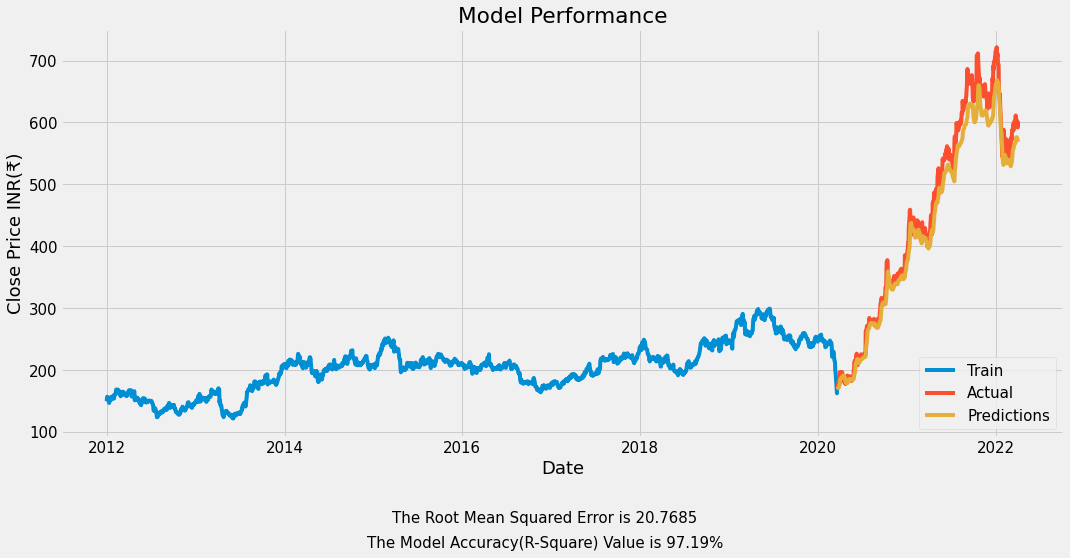 Model Performance
Close Price INR(₹)
700
600
500
400
300
200
100
2012
2014
2016
2018
2020
2022
Date
Train
Actual
Predictions
The Root Mean Squared Error is 20.7685
The Model Accuracy(R-Square) Value is 97.19%